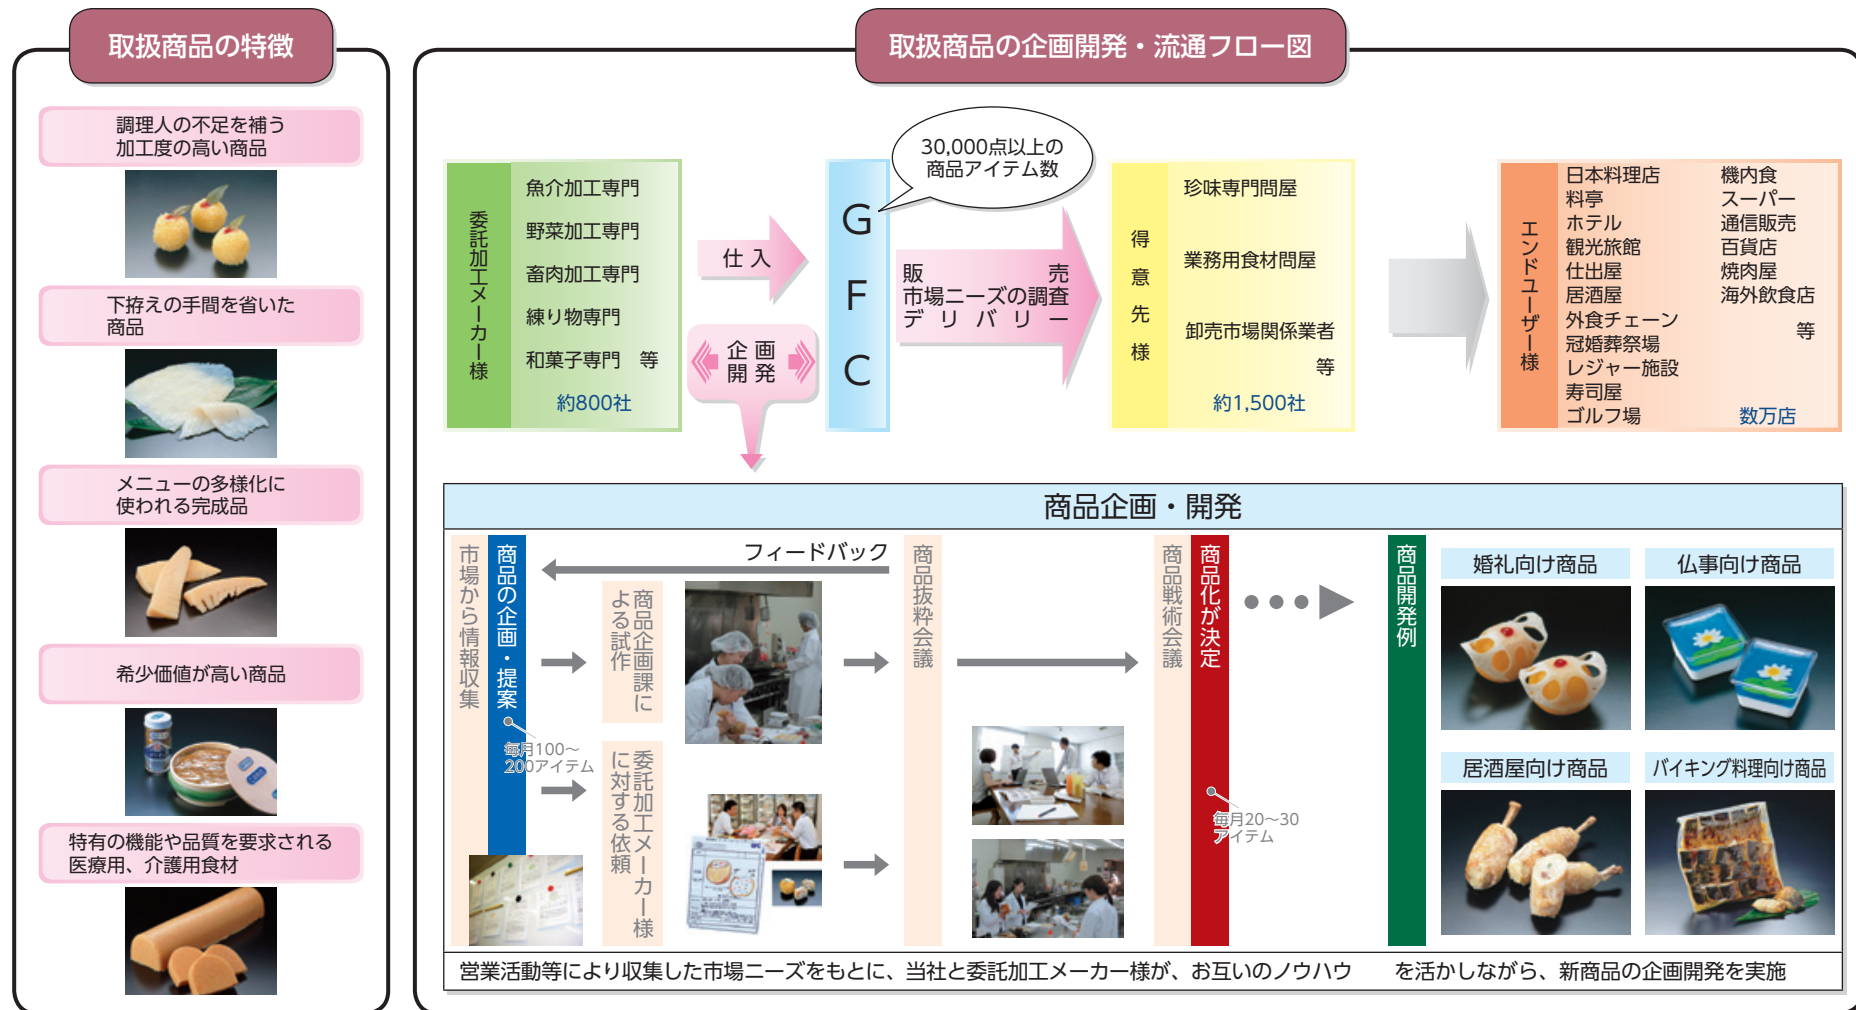 取扱商品の特徴
調理人の不足を補う
加工度の高い商品
下拵えの手間を省いた
商品
メニューの多様化に
使われる完成品
希少価値が高い商品
特有の機能や品質を要求される
医療用、介護用食材
取扱商品の企画開発・流通フロー図
委託加工メーカー様
魚介加工専門
野菜加工専門
畜肉加工専門
練り物専門
和菓子専門 等
約800社
仕入
企画
開発
GFC
30,000点以上の
商品アイテム数
販売
市場ニーズの調査
デリバリー
得意先様
珍味専門問屋
業務用食材問屋
卸売市場関係業者
等
約1,500社
エンドユーザー様
日本料理店
料亭
ホテル
観光旅館
仕出屋
居酒屋
外食チェーン
冠婚葬祭場
レジャー施設
寿司屋
ゴルフ場
機内食
スーパー
通信販売
百貨店
焼肉屋
海外飲食店
等
数万店
商品企画・開発
市場から情報収集
商品の企画・提案
毎月100〜
200アイテム
フィードバック
商品企画課に
よる試作
委託加工メーカー様
に対する依頼
商品抜粋会議
商品戦術会議
商品化が決定
毎月20〜30
アイテム
商品開発例
婚礼向け商品
仏事向け商品
居酒屋向け商品
バイキング料理向け商品
営業活動等により収集した市場ニーズをもとに、当社と委託加工メーカー様が、お互いのノウハウ を活かしながら、新商品の企画開発を実施